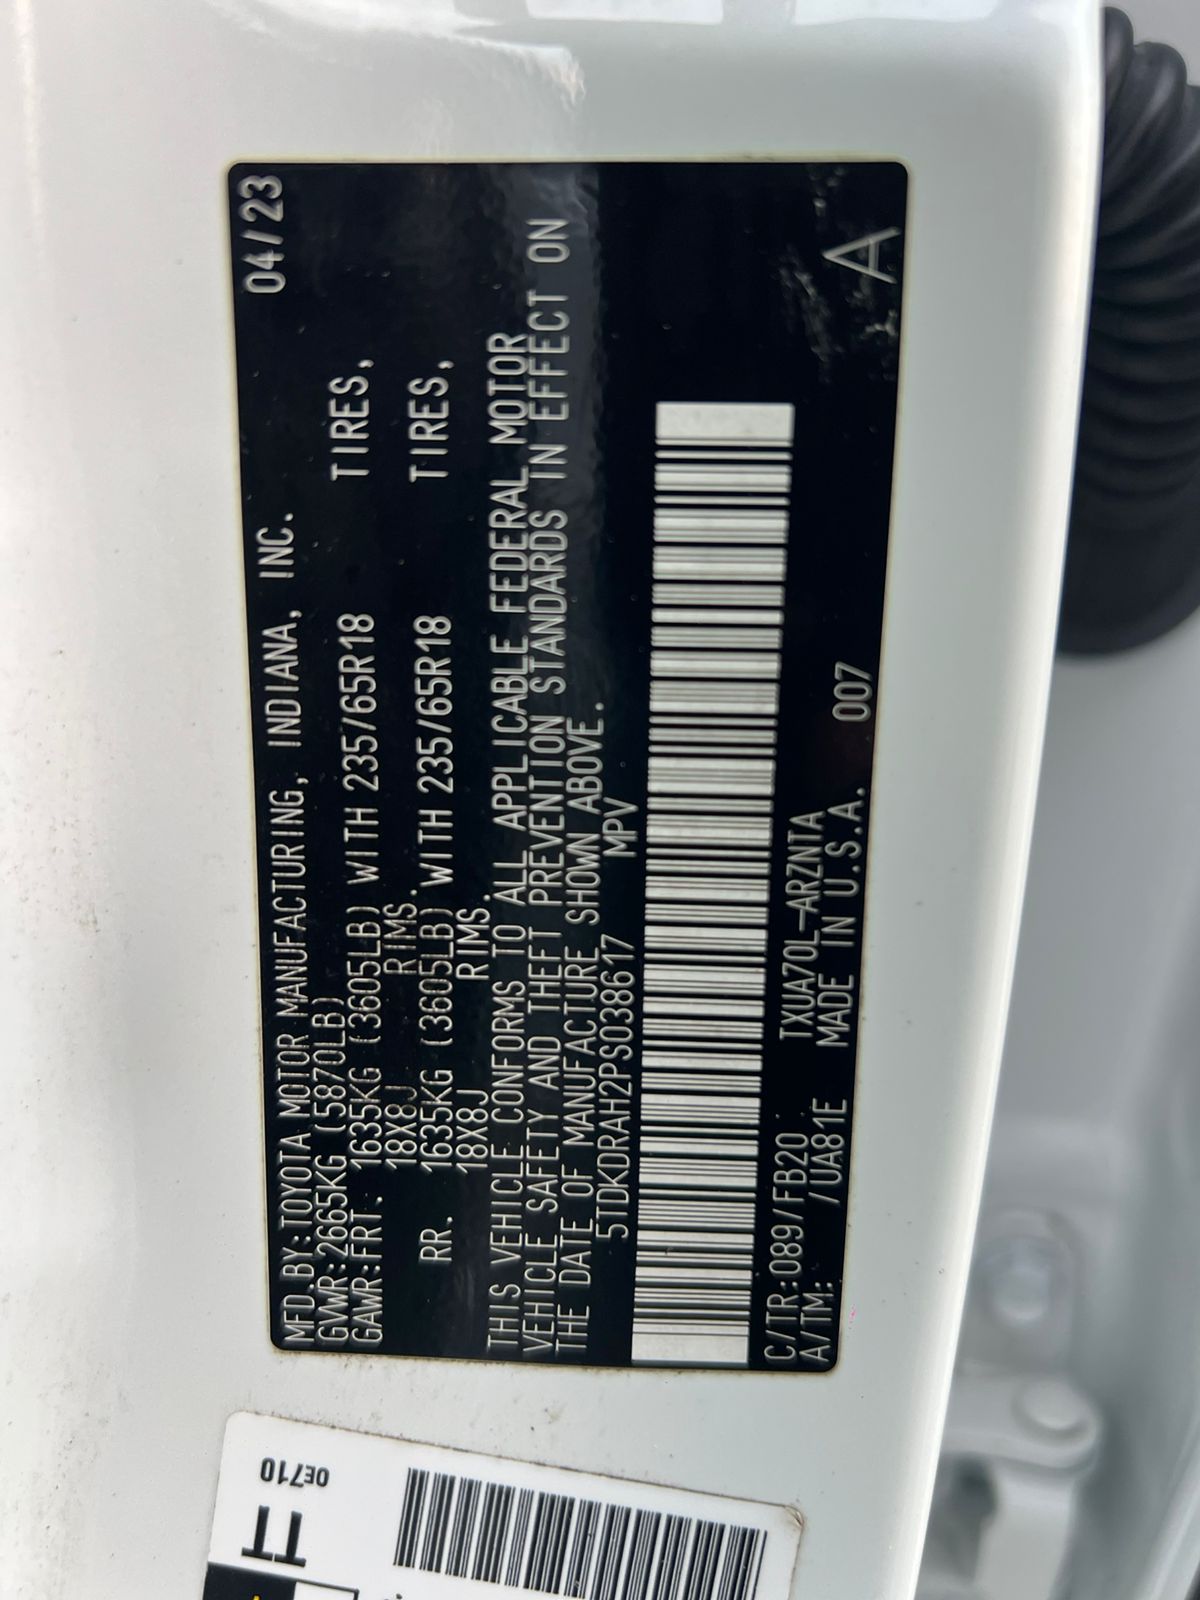 04/23
MFD.BY:TOYOTA MOTOR MANUFACTURING, INDIANA, INC.
GVWR:2665KG (5870LB)
GAWR:FRT. 1635KG (3605LB) WITH 235/65R18 TIRES,
18X8J RIMS.
RR. 1635KG (3605LB) WITH 235/65R18 TIRES,
18X8J RIMS.
THIS VEHICLE CONFORMS TO ALL APPLICABLE FEDERAL MOTOR
VEHICLE SAFETY AND THEFT PREVENTION STANDARDS IN EFFECT ON
THE DATE OF MANUFACTURE SHOWN ABOVE.
5TDKDRAH2PS038617 MPV
C/TR:089/FB20 TXUA70L-ARZNTA
A/TM: /UA81E MADE IN U.S.A. 007
A
0E710
TT